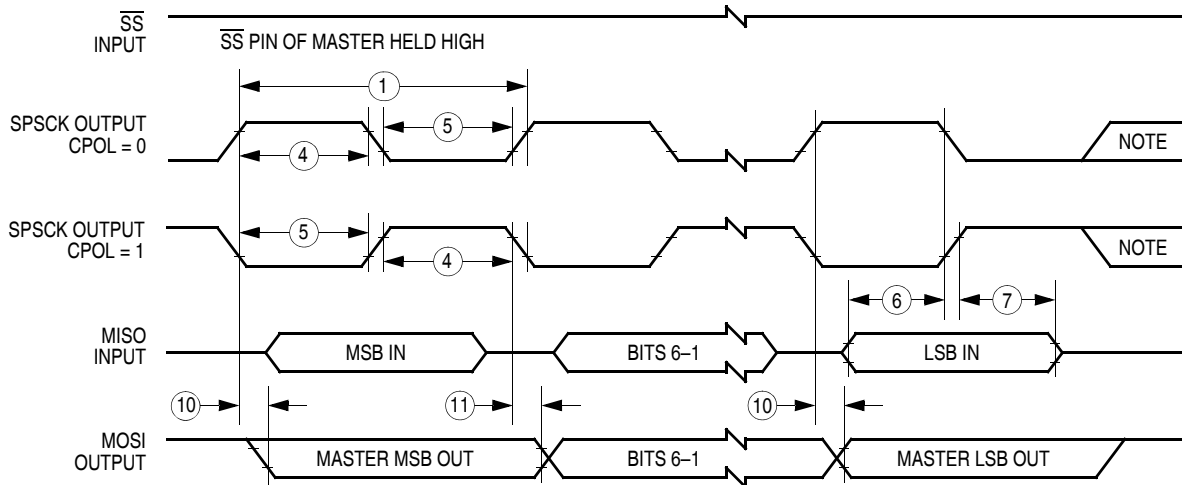 SS
INPUT
SS PIN OF MASTER HELD HIGH
1
SPSCK OUTPUT
CPOL = 0
5
4
NOTE
SPSCK OUTPUT
CPOL = 1
5
4
NOTE
6
7
MISO
INPUT
MSB IN
BITS 6–1
LSB IN
10
11
10
MOSI
OUTPUT
MASTER MSB OUT
BITS 6–1
MASTER LSB OUT